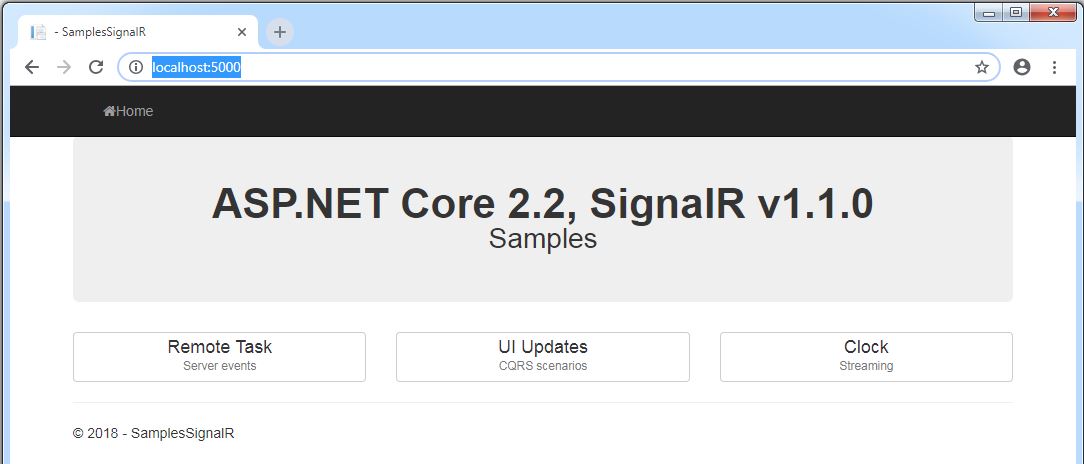 - SamplesSignalR
localhost:5000
Home
ASP.NET Core 2.2, SignalR v1.1.0
Samples
Remote Task
Server events
UI Updates
CQRS scenarios
Clock
Streaming
© 2018 - SamplesSignalR